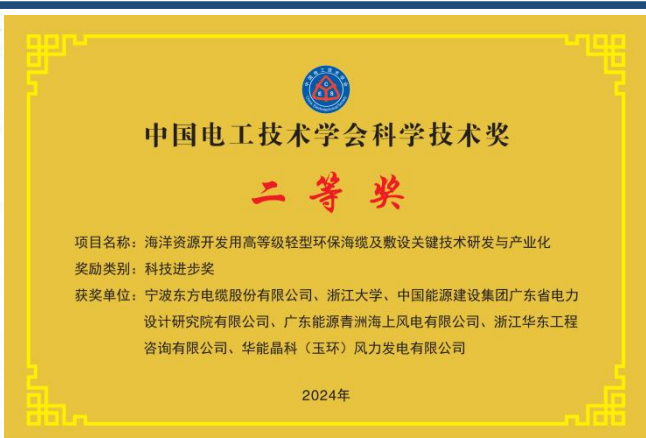 中国电工技术学会科学技术奖
二等奖
项目名称：海洋资源开发用高等级轻型环保海缆及敷设关键技术研发与产业化
奖励类别：科技进步奖
获奖单位：宁波东方电缆股份有限公司、浙江大学、中国能源建设集团广东省电力
设计研究院有限公司、广东能源青洲海上风电有限公司、浙江华东工程
咨询有限公司、华能晶科（玉环）风力发电有限公司
2024年